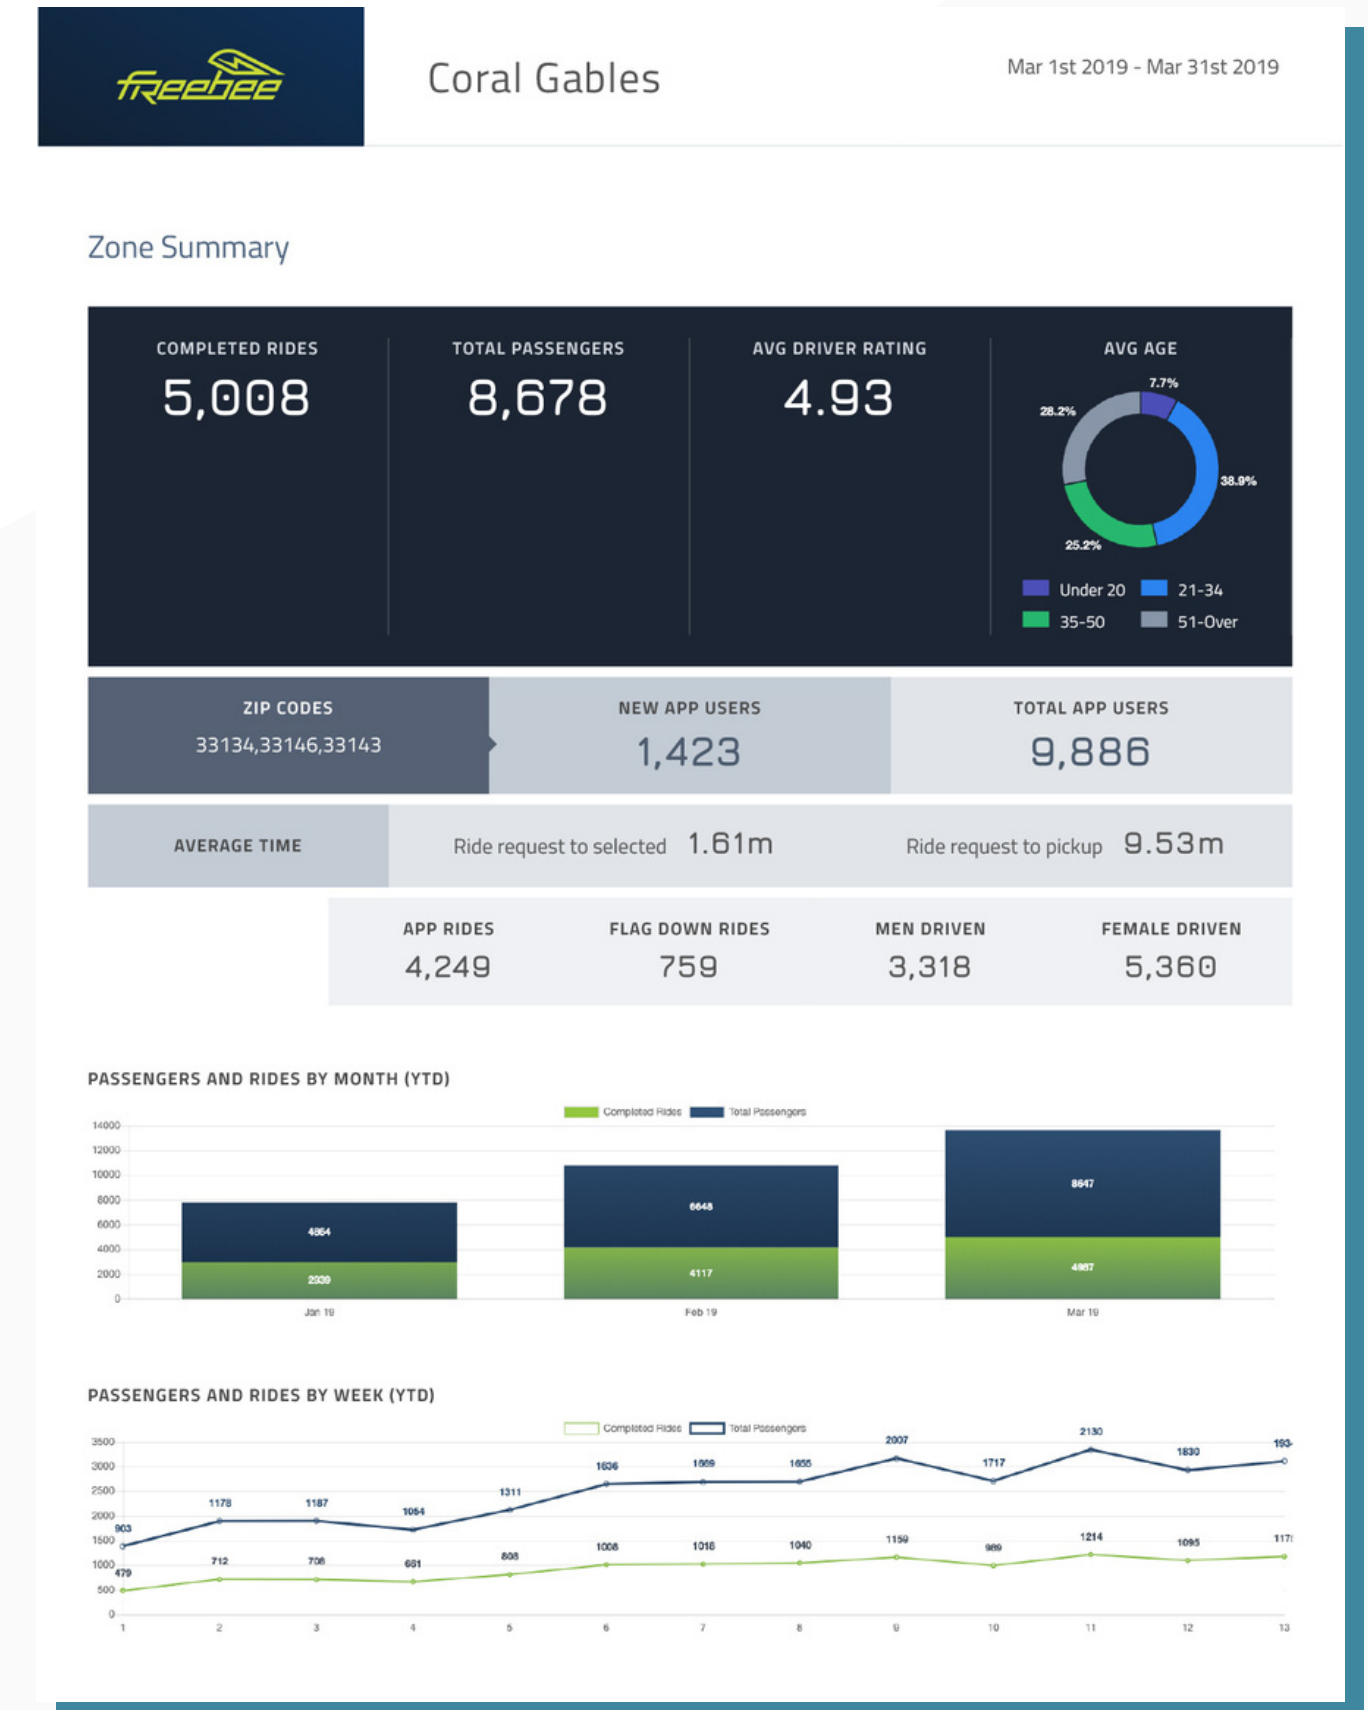 freebee
Coral Gables
Mar 1st 2019 - Mar 31st 2019
Zone Summary
COMPLETED RIDES
5,008
TOTAL PASSENGERS
8,678
AVG DRIVER RATING
4.93
AVG AGE
7.7%
28.2%
38.9%
25.2%
Under 20
21-34
35-50
51-Over
ZIP CODES
33134,33146,33143
NEW APP USERS
1,423
TOTAL APP USERS
9,886
AVERAGE TIME
Ride request to selected 1.61m
Ride request to pickup 9.53m
APP RIDES
4,249
FLAG DOWN RIDES
759
MEN DRIVEN
3,318
FEMALE DRIVEN
5,360
PASSENGERS AND RIDES BY MONTH (YTD)
Completed Rides Total Passengers
14000
12000
10000
8000
6000
4000
2000
0
4864
2939
6648
4117
8647
4987
Jan 19 Feb 19 Mar 19
PASSENGERS AND RIDES BY WEEK (YTD)
Completed Rides Total Passengers
3500
3000
2500
2000
1500
1000
500
0
903 1178 1187 1054 1311 1636 1669 1655 2007 1717 2130 1830 193
479 712 708 661 808 1008 1018 1040 1159 989 1214 1095 117
1 2 3 4 5 6 7 8 9 10 11 12 13